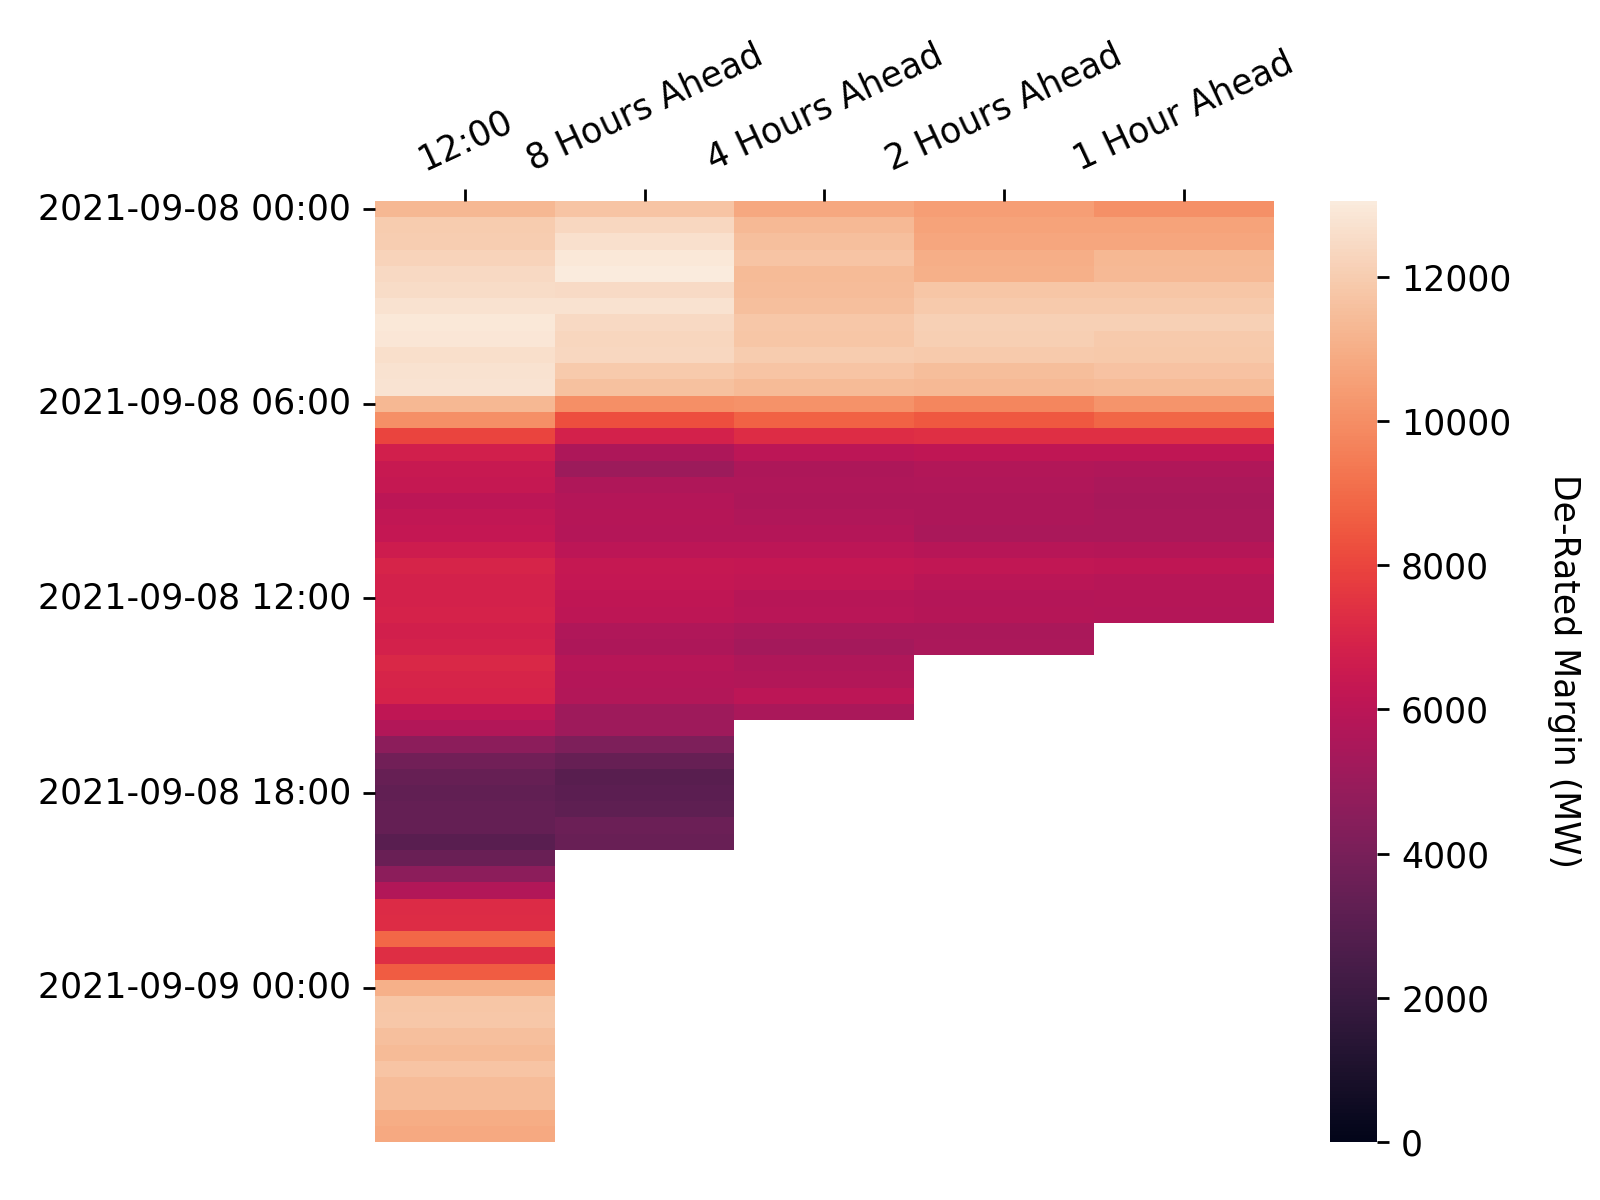 12:00
8 Hours Ahead
4 Hours Ahead
2 Hours Ahead
1 Hour Ahead
2021-09-08 00:00
2021-09-08 06:00
2021-09-08 12:00
2021-09-08 18:00
2021-09-09 00:00
12000
10000
8000
6000
4000
2000
0
De-Rated Margin (MW)